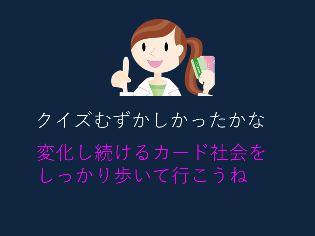 クイズむずかしかったかな
変化し続けるカード社会を
しっかり歩いて行こうね